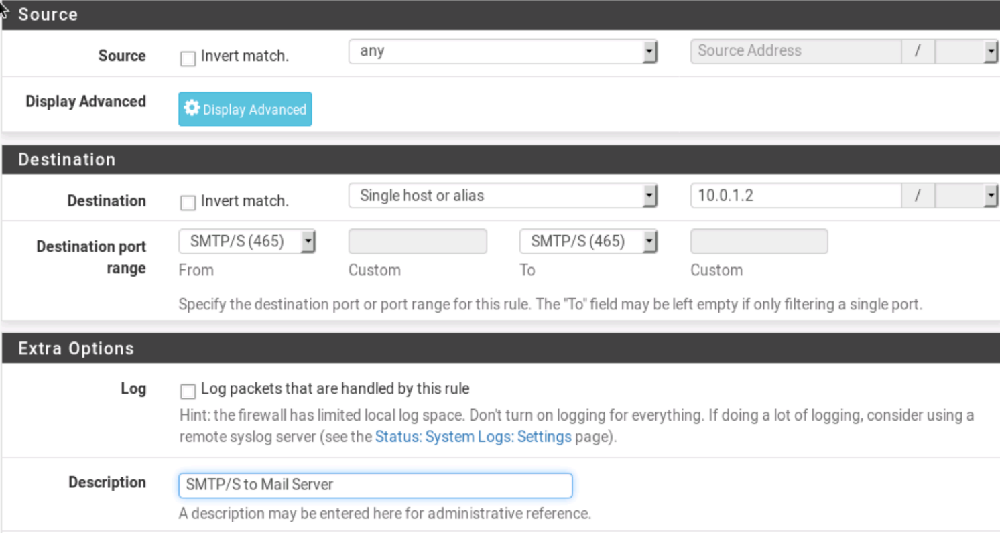 Source
Source Invert match. any Source Address /
Display Advanced Display Advanced
Destination
Destination Invert match. Single host or alias 10.0.1.2 /
Destination port range SMTP/S (465) SMTP/S (465)
From Custom To Custom
Specify the destination port or port range for this rule. The "To" field may be left empty if only filtering a single port.
Extra Options
Log Log packets that are handled by this rule
Hint: the firewall has limited local log space. Don't turn on logging for everything. If doing a lot of logging, consider using a
remote syslog server (see the Status: System Logs: Settings page).
Description SMTP/S to Mail Server
A description may be entered here for administrative reference.